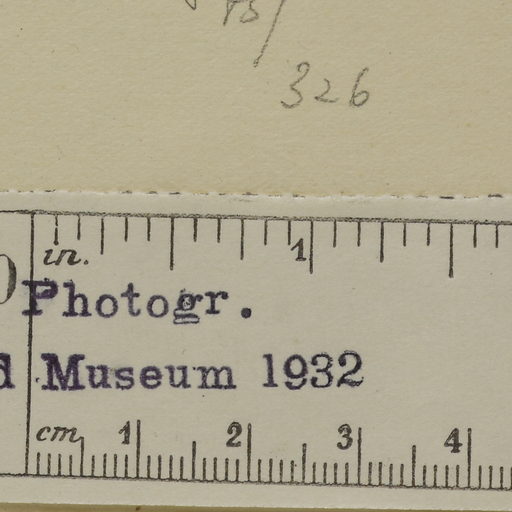 326
in. 1
Photogr.
Museum 1932
cm 1 2 3 4